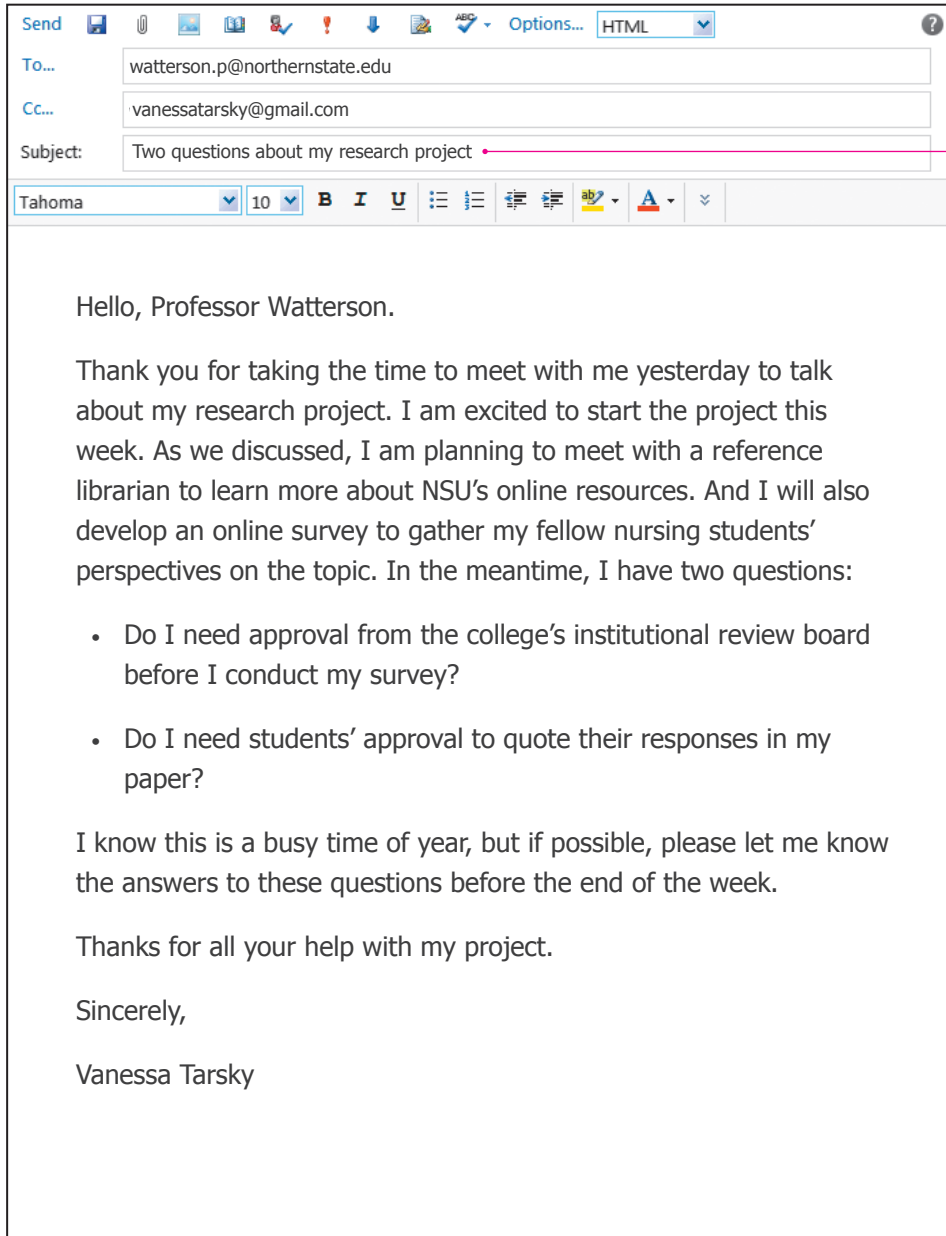 Send ABC Options... HTML ?
To... watterson.p@northernstate.edu
Cc... vanessatarsky@gmail.com
Subject: Two questions about my research project
Tahoma 10 B I U ab A
Hello, Professor Watterson.
Thank you for taking the time to meet with me yesterday to talk
about my research project. I am excited to start the project this
week. As we discussed, I am planning to meet with a reference
librarian to learn more about NSU’s online resources. And I will also
develop an online survey to gather my fellow nursing students’
perspectives on the topic. In the meantime, I have two questions:
• Do I need approval from the college’s institutional review board
before I conduct my survey?
• Do I need students’ approval to quote their responses in my
paper?
I know this is a busy time of year, but if possible, please let me know
the answers to these questions before the end of the week.
Thanks for all your help with my project.
Sincerely,
Vanessa Tarsky